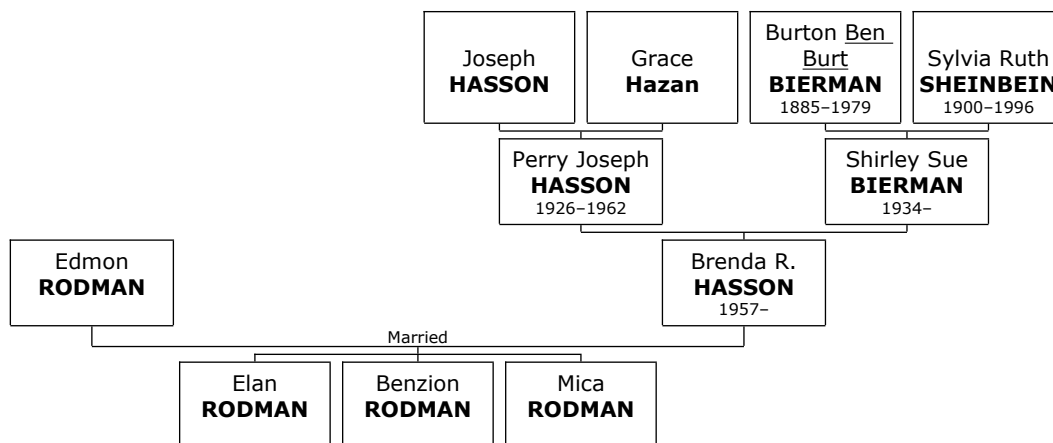 Joseph
HASSON
Grace
Hazan
Burton Ben
Burt
BIERMAN
1885–1979
Sylvia Ruth
SHEINBEIN
1900–1996
Perry Joseph
HASSON
1926–1962
Shirley Sue
BIERMAN
1934–
Edmon
RODMAN
Brenda R.
HASSON
1957–
Married
Elan
RODMAN
Benzion
RODMAN
Mica
RODMAN